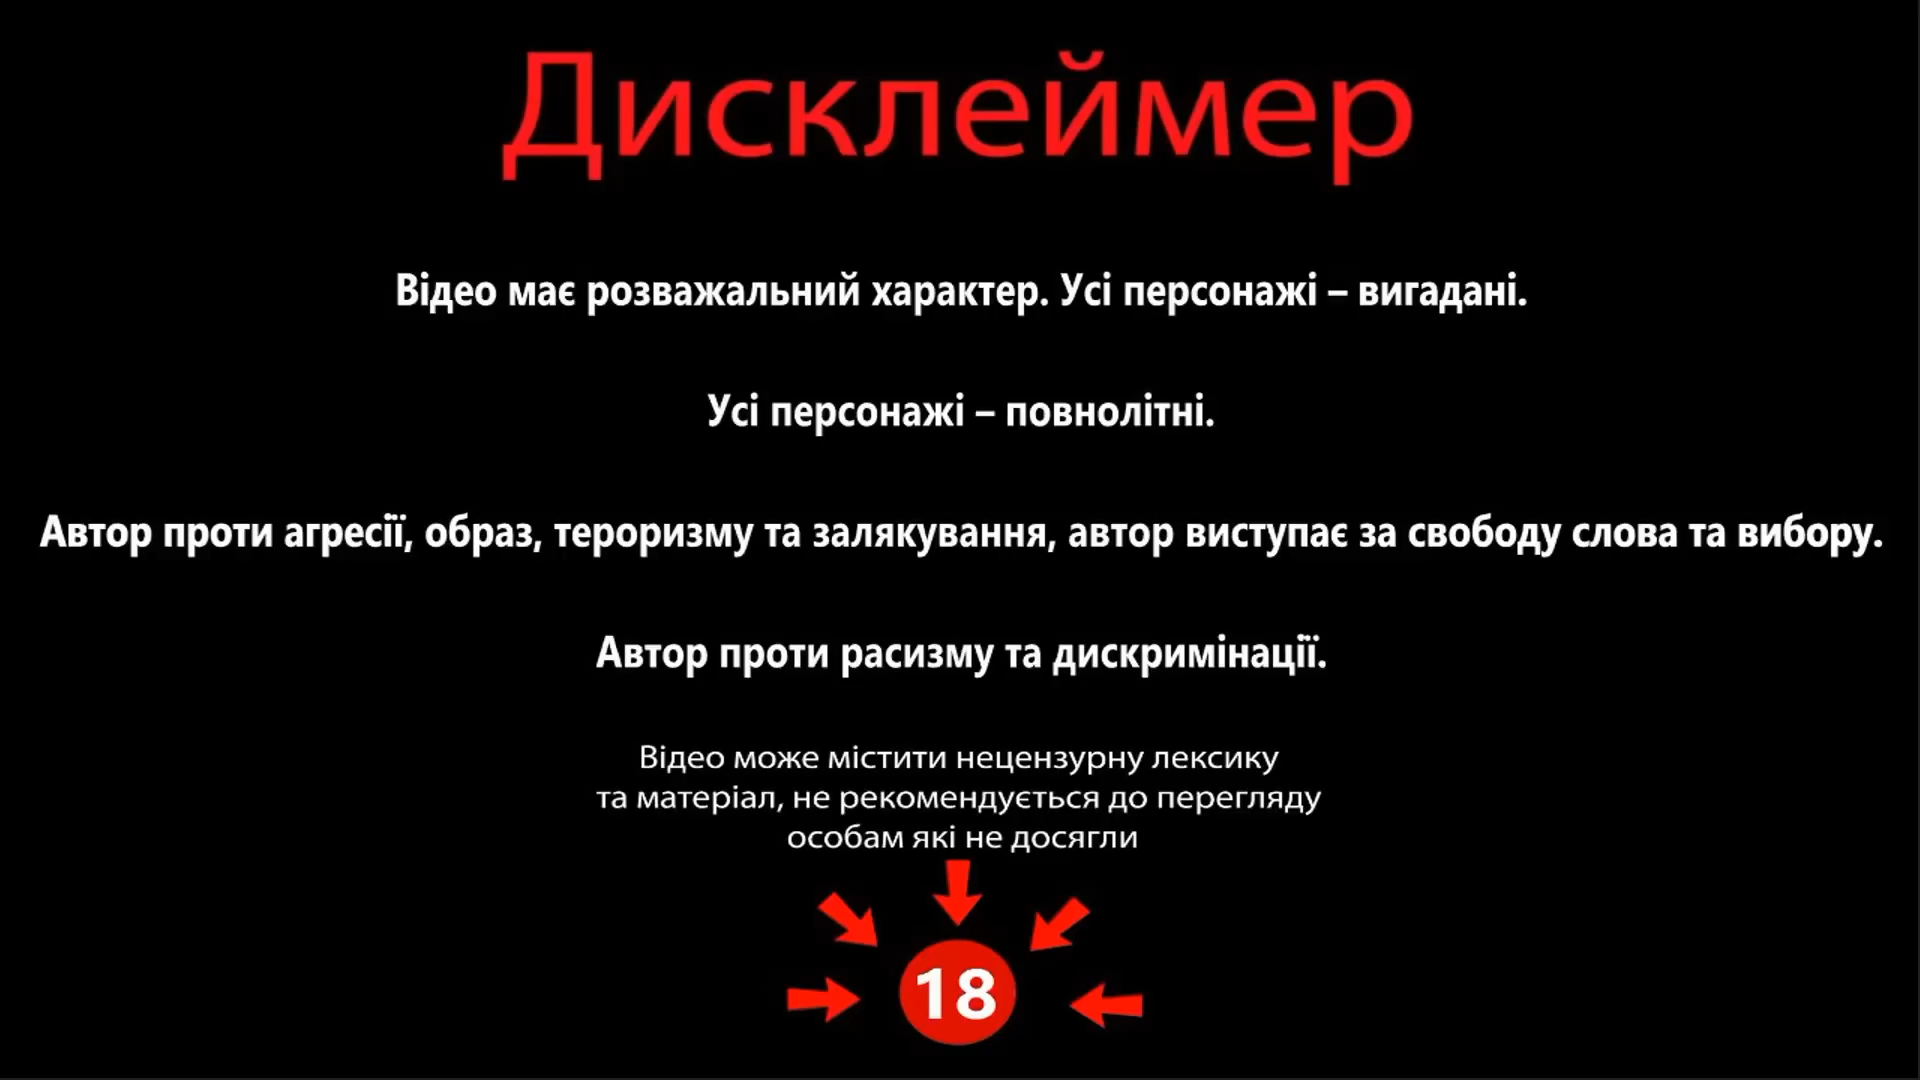 Дисклеймер
Відео має розважальний характер. Усі персонажі – вигадані.
Усі персонажі – повнолітні.
Автор проти агресії, образ, тероризму та залякування, автор виступає за свободу слова та вибору.
Автор проти расизму та дискримінації.
Відео може містити нецензурну лексику
та матеріал, не рекомендується до перегляду
особам які не досягли
18